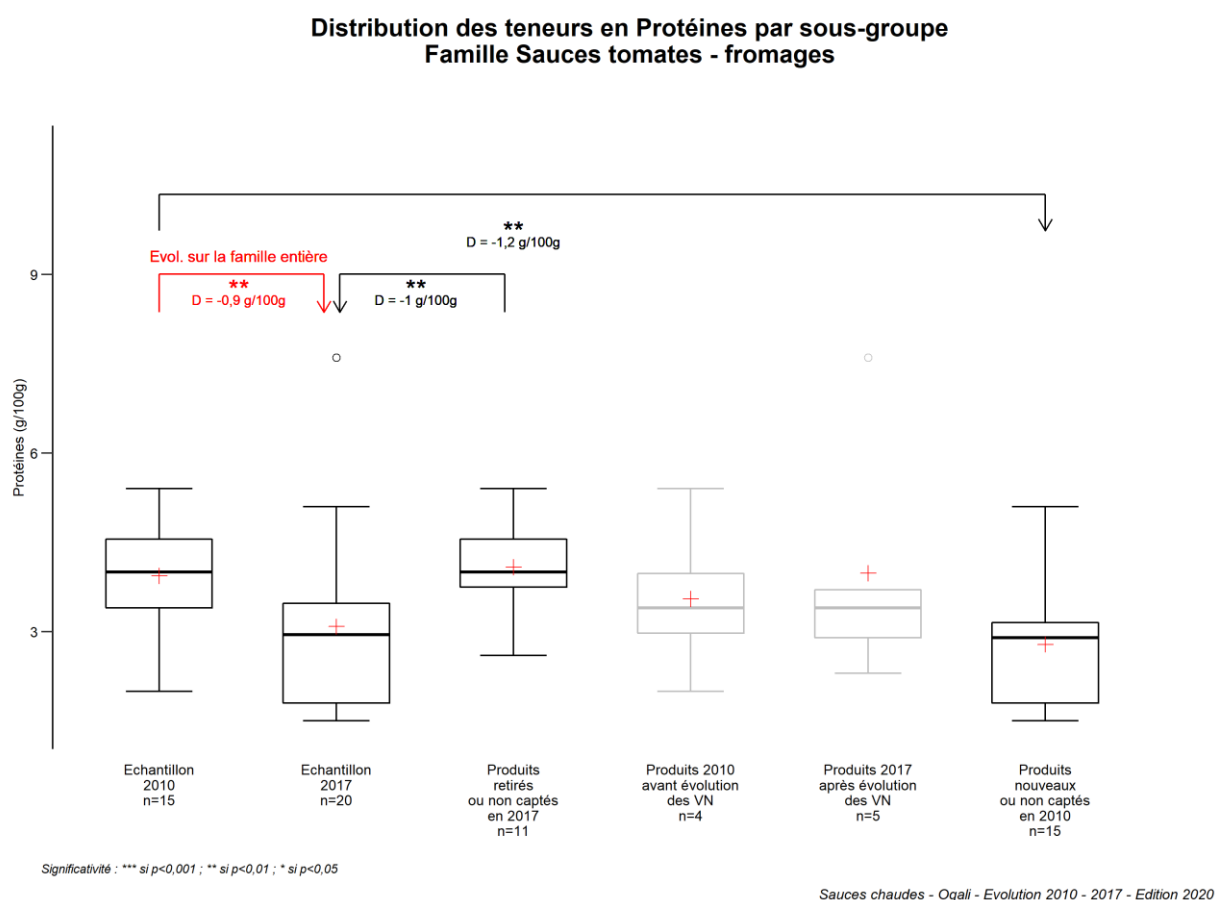 Distribution des teneurs en Protéines par sous-groupe
Famille Sauces tomates - fromages
**
D = -1,2 g/100g
Evol. sur la famille entière
**
D = -0,9 g/100g
**
D = -1 g/100g
Protéines (g/100g)
9
6
3
Echantillon
2010
n=15
Echantillon
2017
n=20
Produits
retirés
ou non captés
en 2017
n=11
Produits 2010
avant évolution
des VN
n=4
Produits 2017
après évolution
des VN
n=5
Produits
nouveaux
ou non captés
en 2010
n=15
Significativité : *** si p<0,001 ; ** si p<0,01 ; * si p<0,05
Sauces chaudes - Oqali - Evolution 2010 - 2017 - Edition 2020